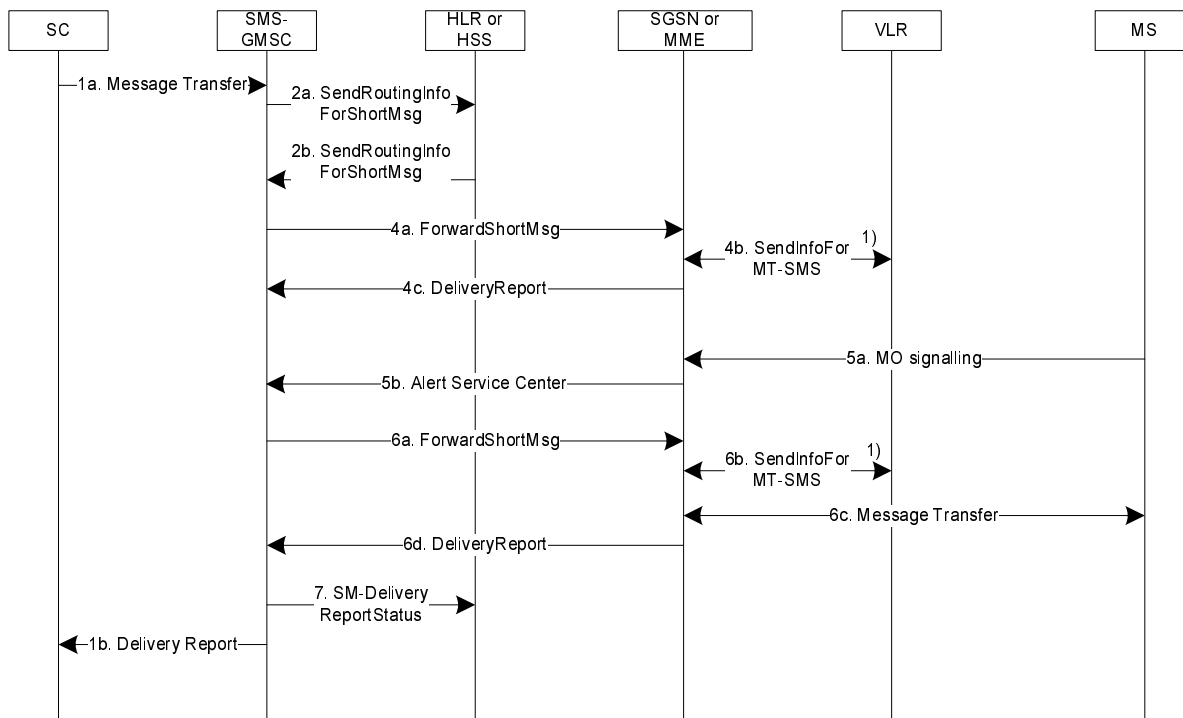 SC
SMS-
GMSC
HLR or
HSS
SGSN or
MME
VLR
MS
1a. Message Transfer
2a. SendRoutingInfo
ForShortMsg
2b. SendRoutingInfo
ForShortMsg
4a. ForwardShortMsg
4b. SendInfoFor
MT-SMS
1)
4c. DeliveryReport
5a. MO signalling
5b. Alert Service Center
6a. ForwardShortMsg
6b. SendInfoFor
MT-SMS
1)
6c. Message Transfer
6d. DeliveryReport
7. SM-Delivery
ReportStatus
1b. Delivery Report